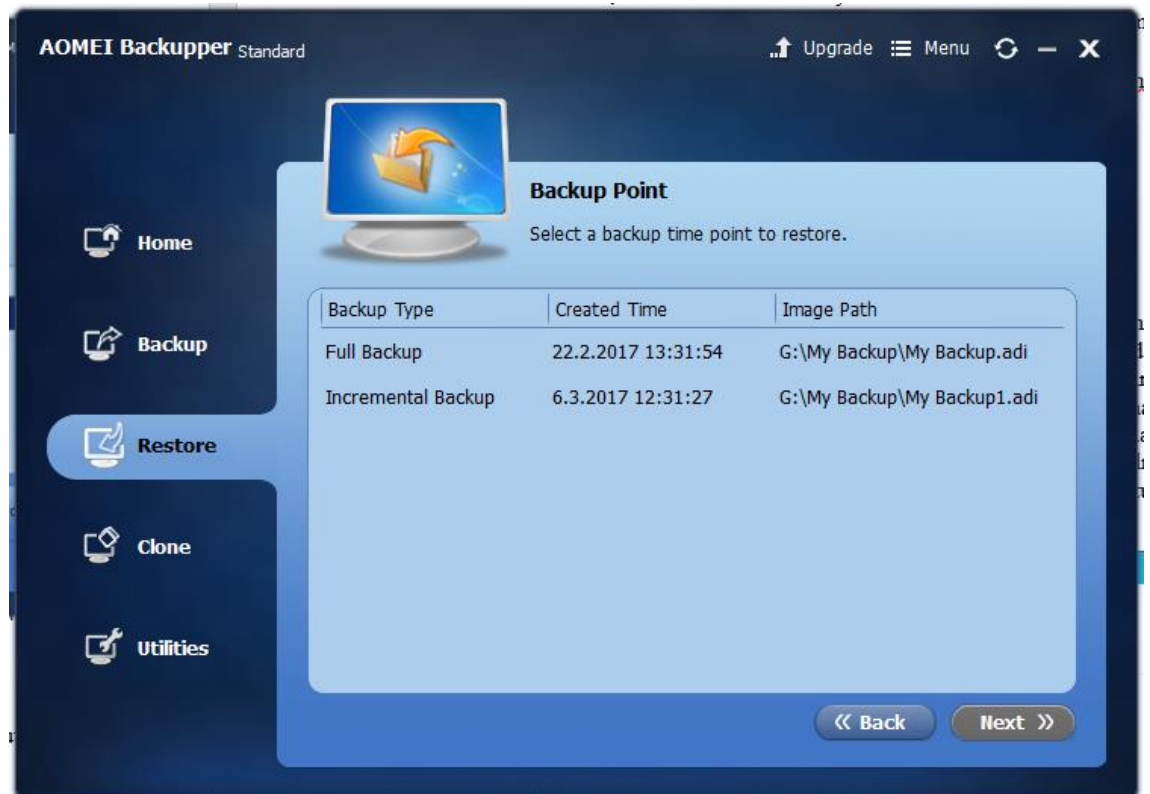 AOMEI Backupper Standard
Upgrade Menu
Backup Point
Select a backup time point to restore.
Home
Backup
Restore
Clone
Utilities
Backup Type Created Time Image Path
Full Backup 22.2.2017 13:31:54 G:\My Backup\My Backup.adi
Incremental Backup 6.3.2017 12:31:27 G:\My Backup\My Backup1.adi
Back Next